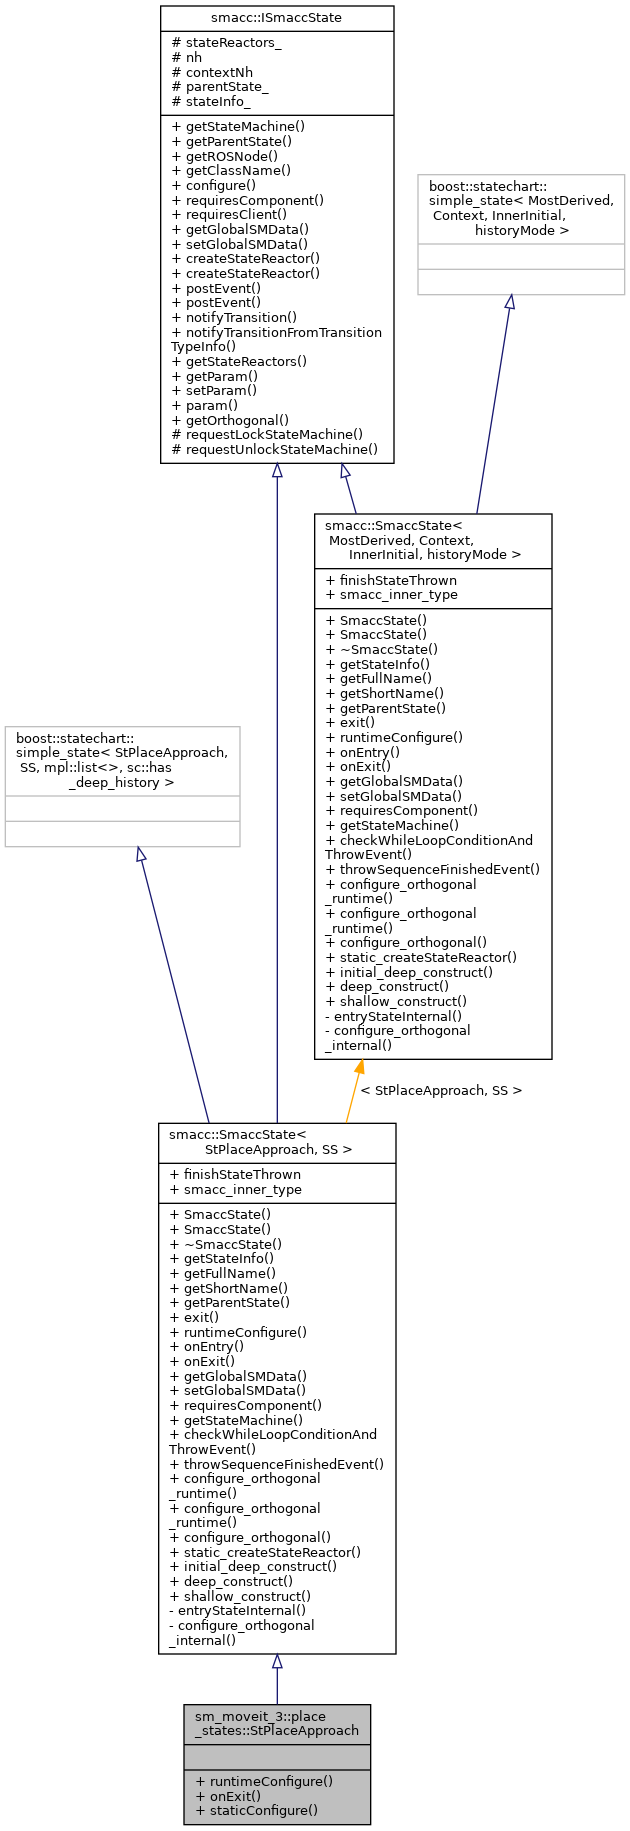 smacc::ISmaccState
# stateReactors_
# nh
# contextNh
# parentState_
# stateInfo_
+ getStateMachine()
+ getParentState()
+ getROSNode()
+ getClassName()
+ configure()
+ requiresComponent()
+ requiresClient()
+ getGlobalSMData()
+ setGlobalSMData()
+ createStateReactor()
+ createStateReactor()
+ postEvent()
+ postEvent()
+ notifyTransition()
+ notifyTransitionFromTransition
TypeInfo()
+ getStateReactors()
+ getParam()
+ setParam()
+ param()
+ getOrthogonal()
# requestLockStateMachine()
# requestUnlockStateMachine()
boost::statechart::
simple_state< MostDerived,
Context, InnerInitial,
historyMode >
smacc::SmaccState<
MostDerived, Context,
InnerInitial, historyMode >
+ finishStateThrown
+ smacc_inner_type
+ SmaccState()
+ SmaccState()
+ ~SmaccState()
+ getStateInfo()
+ getFullName()
+ getShortName()
+ getParentState()
+ exit()
+ runtimeConfigure()
+ onEntry()
+ onExit()
+ getGlobalSMData()
+ setGlobalSMData()
+ requiresComponent()
+ getStateMachine()
+ checkWhileLoopConditionAnd
ThrowEvent()
+ throwSequenceFinishedEvent()
+ configure_orthogonal
_runtime()
+ configure_orthogonal
_runtime()
+ configure_orthogonal()
+ static_createStateReactor()
+ initial_deep_construct()
+ deep_construct()
+ shallow_construct()
- entryStateInternal()
- configure_orthogonal
_internal()
boost::statechart::
simple_state< StPlaceApproach,
SS, mpl::list<>, sc::has
_deep_history >
< StPlaceApproach, SS >
smacc::SmaccState<
StPlaceApproach, SS >
+ finishStateThrown
+ smacc_inner_type
+ SmaccState()
+ SmaccState()
+ ~SmaccState()
+ getStateInfo()
+ getFullName()
+ getShortName()
+ getParentState()
+ exit()
+ runtimeConfigure()
+ onEntry()
+ onExit()
+ getGlobalSMData()
+ setGlobalSMData()
+ requiresComponent()
+ getStateMachine()
+ checkWhileLoopConditionAnd
ThrowEvent()
+ throwSequenceFinishedEvent()
+ configure_orthogonal
_runtime()
+ configure_orthogonal
_runtime()
+ configure_orthogonal()
+ static_createStateReactor()
+ initial_deep_construct()
+ deep_construct()
+ shallow_construct()
- entryStateInternal()
- configure_orthogonal
_internal()
sm_moveit_3::place
_states::StPlaceApproach
+ runtimeConfigure()
+ onExit()
+ staticConfigure()